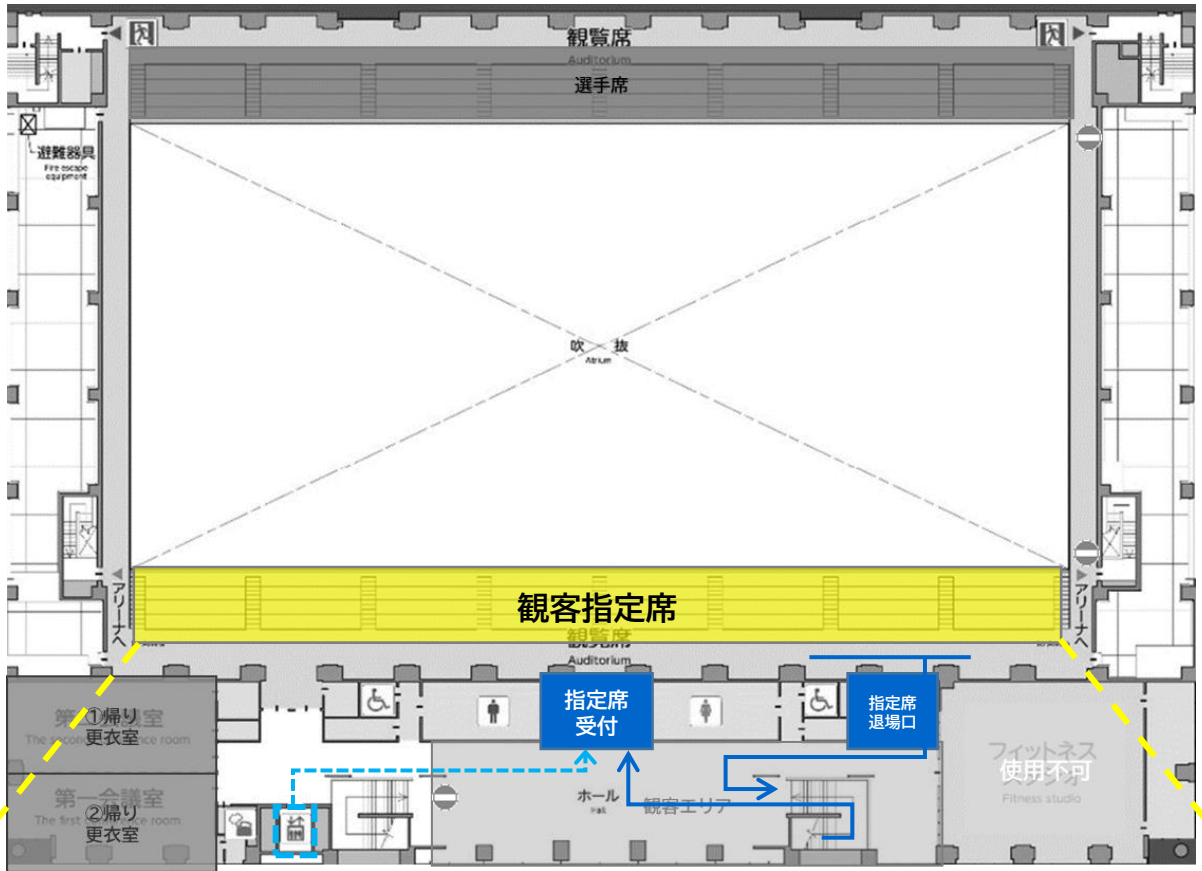 観覧席
Auditorium
選手席
避難器具
Fire escape
equipment
吹抜
Atrium
アリーナへ
観客指定席
アリーナへ
観覧席
Auditorium
①帰り
更衣室
The second conference room
指定席
受付
指定席
退場口
フィットネス
スタジオ
使用不可
Fitness studio
第一会議室
②帰り
更衣室
The first conference room
ホール
Hall
観客エリア